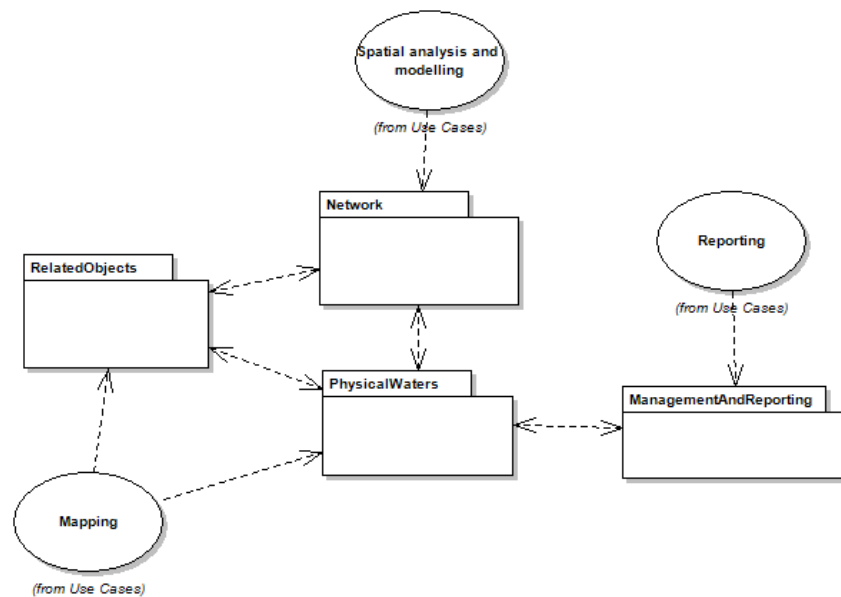 Spatial analysis and
modelling
(from Use Cases)
Network
Reporting
RelatedObjects
(from Use Cases)
PhysicalWaters
ManagementAndReporting
Mapping
(from Use Cases)